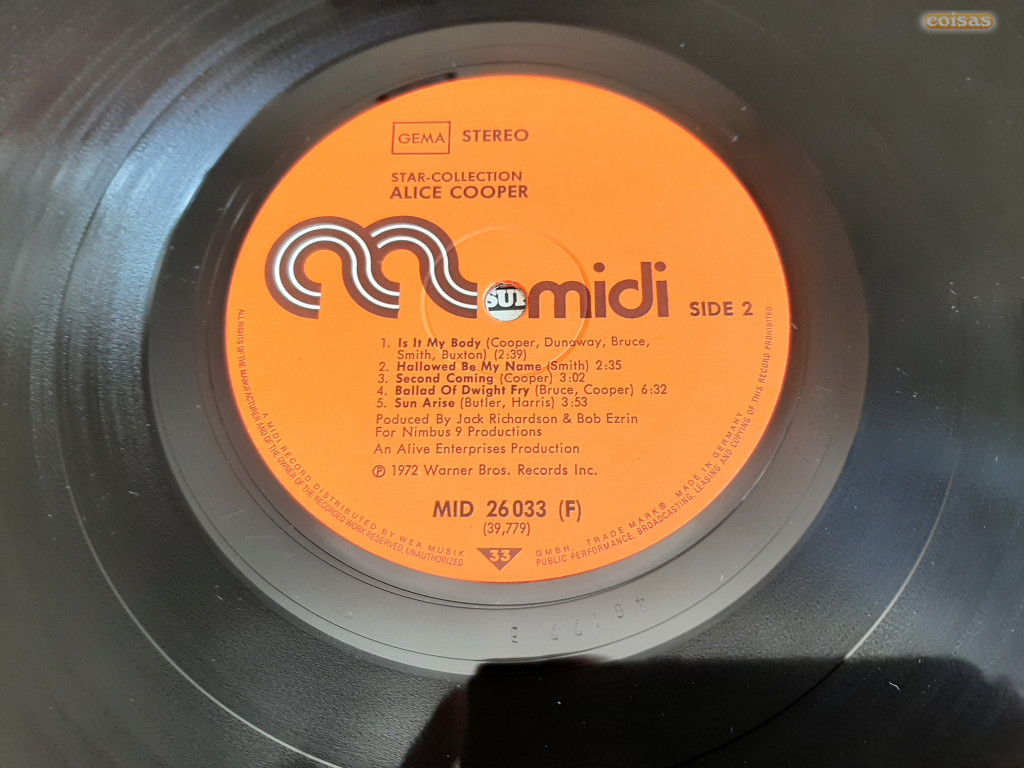 coisas
GEMA STEREO
STAR-COLLECTION
ALICE COOPER
midi
SIDE 2
1. Is It My Body (Cooper, Dunaway, Bruce,
Smith, Buxton) (2:39)
2. Hallowed Be My Name (Smith) 2:35
3. Second Coming (Cooper) 3:02
4. Ballad Of Dwight Fry (Bruce, Cooper) 6:32
5. Sun Arise (Butler, Harris) 3:53
Produced By Jack Richardson & Bob Ezrin
For Nimbus 9 Productions
An Alive Enterprises Production
℗ 1972 Warner Bros. Records Inc.
MID 26 033 (F)
(39,779)
33
A MIDI RECORD DISTRIBUTED BY WEA MUSIK GMBH. TRADE MARK® MADE IN GERMANY
ALL RIGHTS OF THE MANUFACTURER AND OF THE OWNER OF THE RECORDED WORK RESERVED, UNAUTHORIZED PUBLIC PERFORMANCE, BROADCASTING, LEASING AND COPYING OF THIS RECORD PROHIBITED